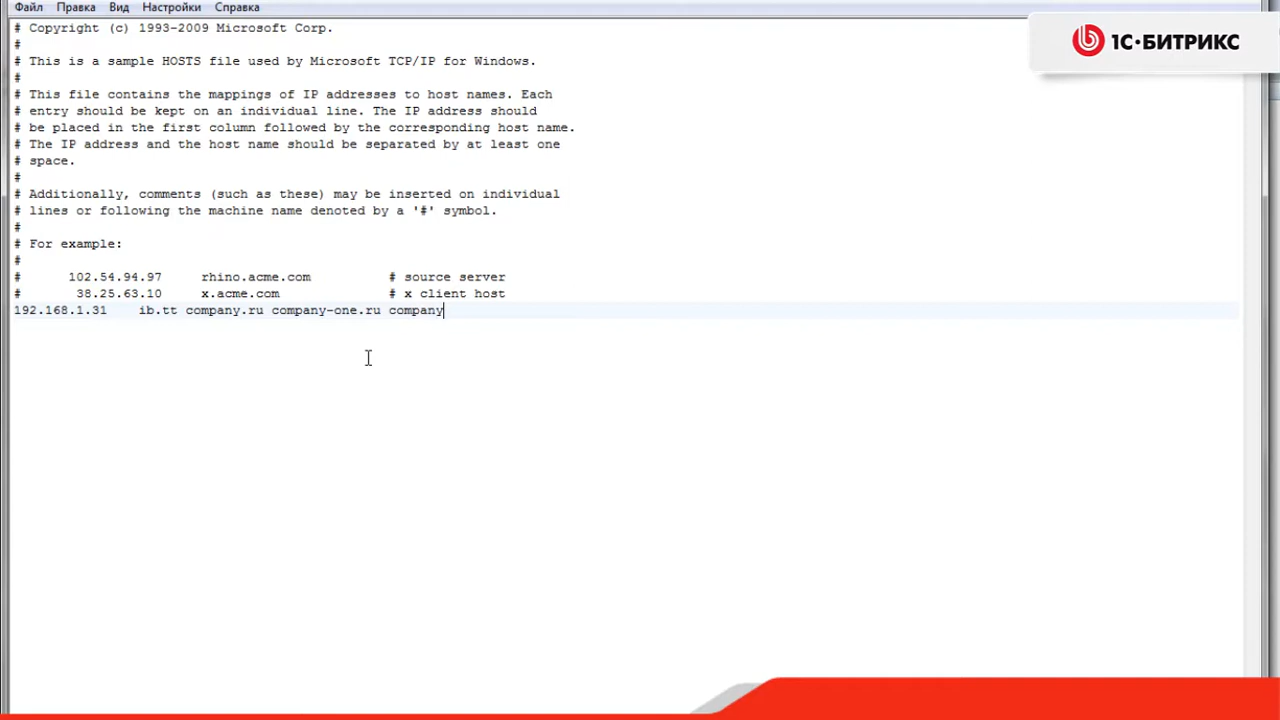 Файл Правка Вид Настройки Справка
# Copyright (c) 1993-2009 Microsoft Corp.
#
# This is a sample HOSTS file used by Microsoft TCP/IP for Windows.
#
# This file contains the mappings of IP addresses to host names. Each
# entry should be kept on an individual line. The IP address should
# be placed in the first column followed by the corresponding host name.
# The IP address and the host name should be separated by at least one
# space.
#
# Additionally, comments (such as these) may be inserted on individual
# lines or following the machine name denoted by a '#' symbol.
#
# For example:
#
#      102.54.94.97     rhino.acme.com          # source server
#       38.25.63.10     x.acme.com              # x client host
192.168.1.31    ib.tt company.ru company-one.ru company
1С·БИТРИКС